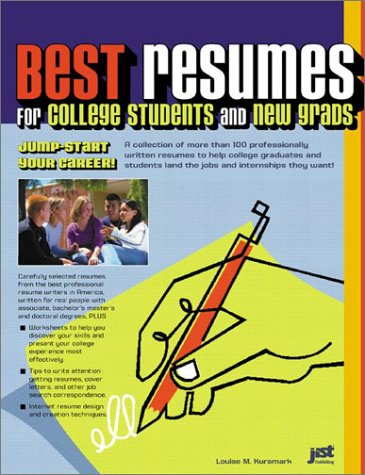 BEST resumes
FOR COLLEGE STUDENTS AND NEW GRADS
JUMP-START
YOUR CAREER!
A collection of more than 100 professionally
written resumes to help college graduates and
students land the jobs and internships they want!
Carefully selected resumes
from the best professional
resume writers in America,
written for real people with
associate, bachelor's master's
and doctoral degrees, PLUS
Worksheets to help you
discover your skills and
present your college
experience most
effectively.
Tips to write attention-
getting resumes, cover
letters, and other job
search correspondence.
Internet resume design
and creation techniques.
Louise M. Kursmark
jist
Publishing